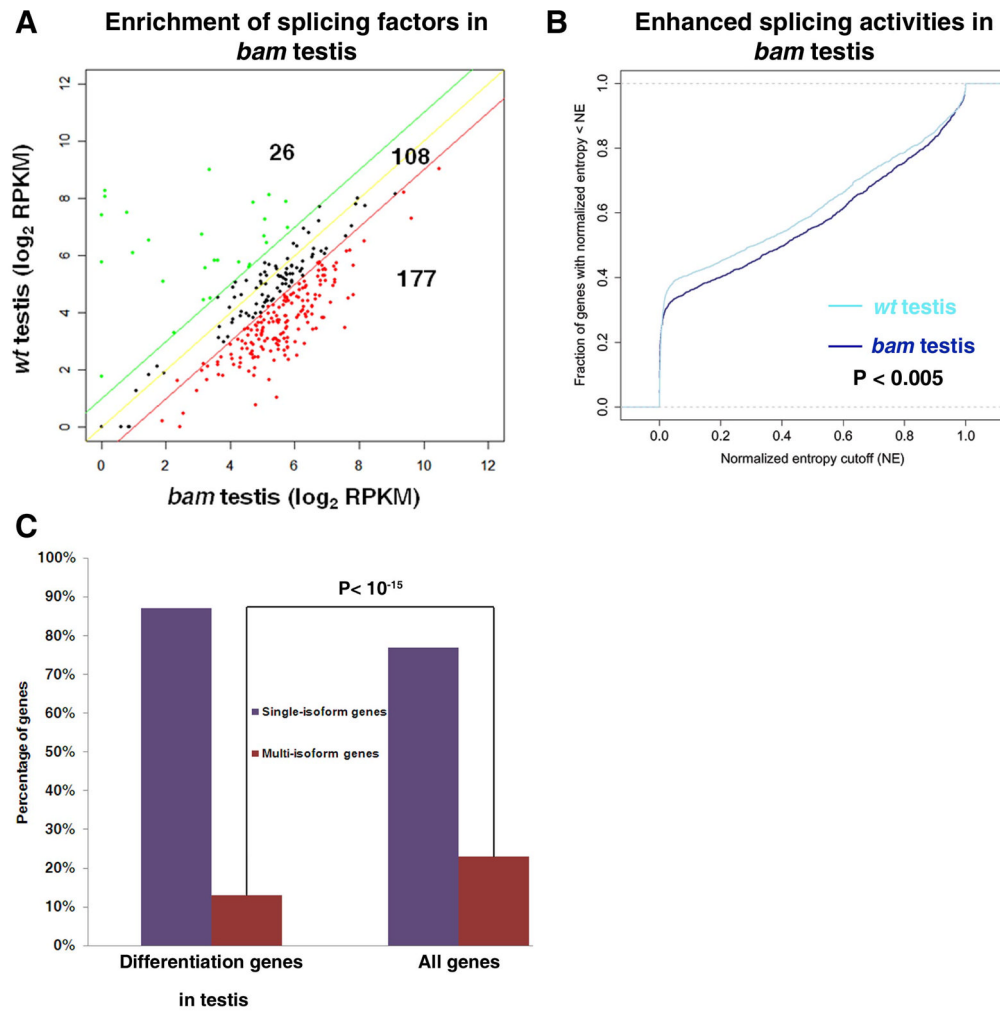 A
Enrichment of splicing factors in
bam testis
12
10
8
6
4
2
0
wt testis (log2 RPKM)
26
108
177
0 2 4 6 8 10 12
bam testis (log2 RPKM)
B
Enhanced splicing activities in
bam testis
1.0
0.8
0.6
0.4
0.2
0.0
Fraction of genes with normalized entropy < NE
wt testis
bam testis
P < 0.005
0.0 0.2 0.4 0.6 0.8 1.0
Normalized entropy cutoff (NE)
C
100%
90%
80%
70%
60%
50%
40%
30%
20%
10%
0%
Percentage of genes
P< 10-15
Single-isoform genes
Multi-isoform genes
Differentiation genes
in testis
All genes